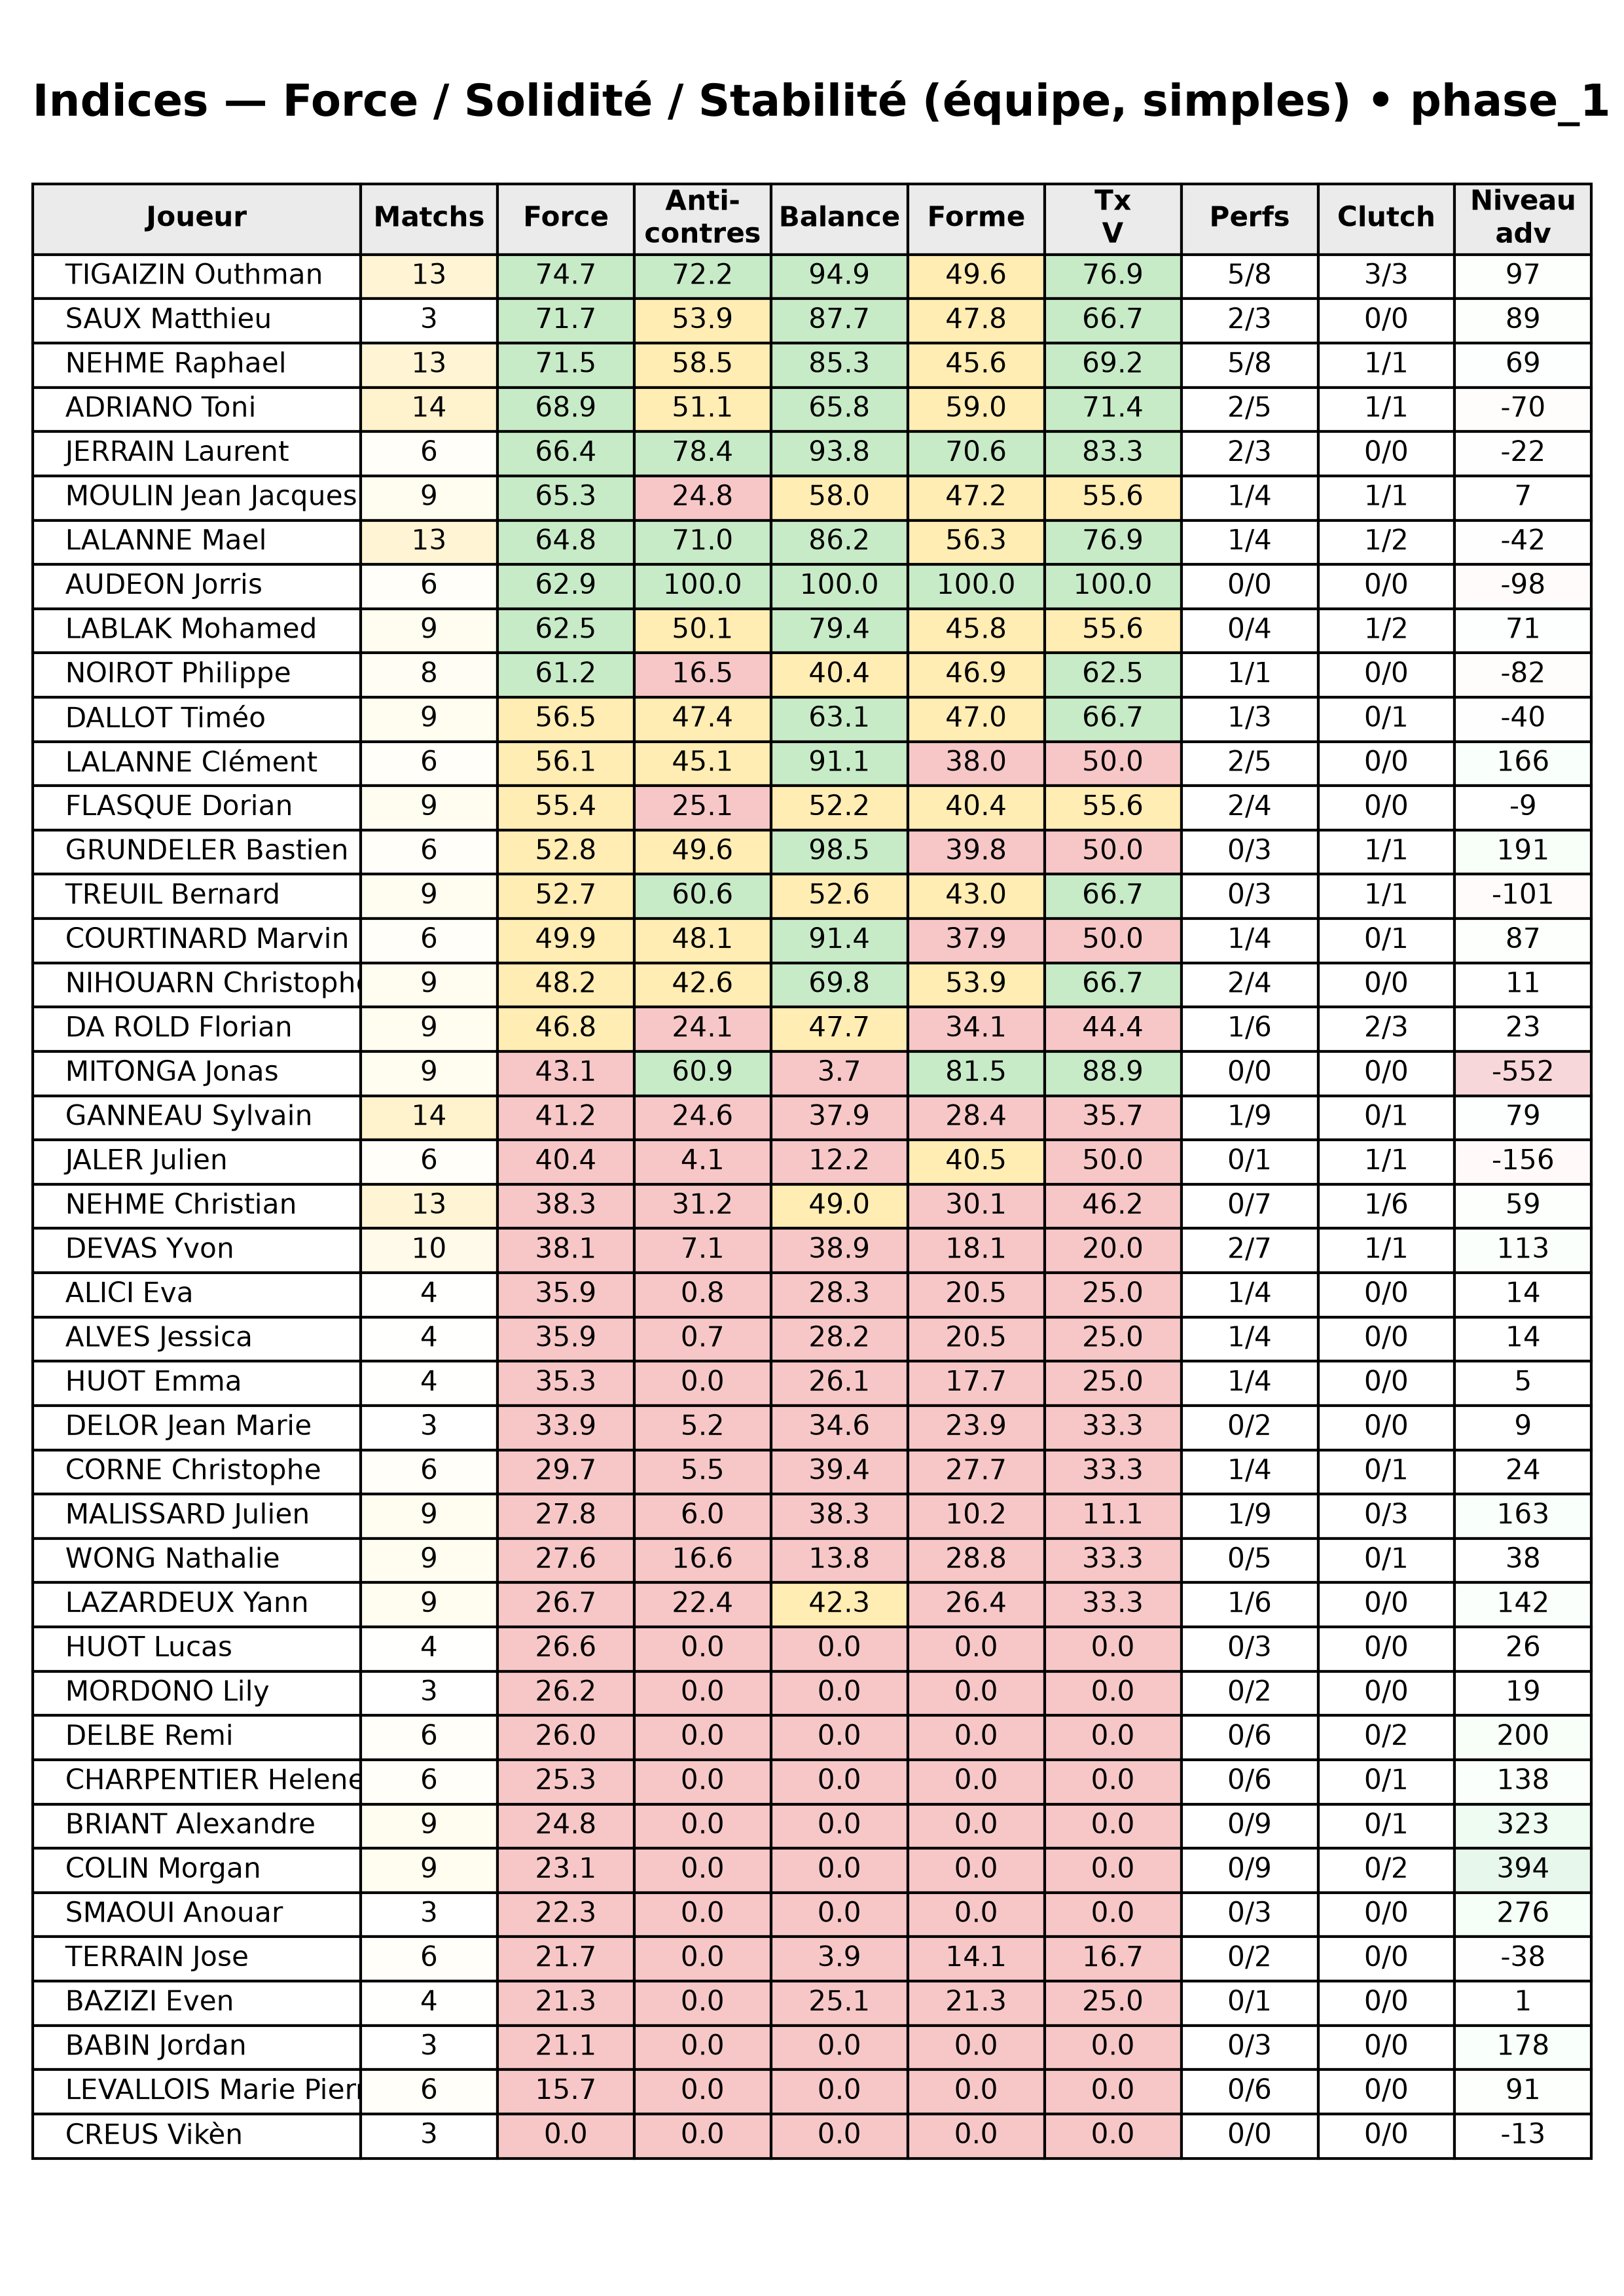 Indices — Force / Solidité / Stabilité (équipe, simples) • phase_1
Joueur Matchs Force Anti-contres Balance Forme Tx V Perfs Clutch Niveau adv
TIGAIZIN Outhman 13 74.7 72.2 94.9 49.6 76.9 5/8 3/3 97
SAUX Matthieu 3 71.7 53.9 87.7 47.8 66.7 2/3 0/0 89
NEHME Raphael 13 71.5 58.5 85.3 45.6 69.2 5/8 1/1 69
ADRIANO Toni 14 68.9 51.1 65.8 59.0 71.4 2/5 1/1 -70
JERRAIN Laurent 6 66.4 78.4 93.8 70.6 83.3 2/3 0/0 -22
MOULIN Jean Jacques 9 65.3 24.8 58.0 47.2 55.6 1/4 1/1 7
LALANNE Mael 13 64.8 71.0 86.2 56.3 76.9 1/4 1/2 -42
AUDEON Jorris 6 62.9 100.0 100.0 100.0 100.0 0/0 0/0 -98
LABLAK Mohamed 9 62.5 50.1 79.4 45.8 55.6 0/4 1/2 71
NOIROT Philippe 8 61.2 16.5 40.4 46.9 62.5 1/1 0/0 -82
DALLOT Timéo 9 56.5 47.4 63.1 47.0 66.7 1/3 0/1 -40
LALANNE Clément 6 56.1 45.1 91.1 38.0 50.0 2/5 0/0 166
FLASQUE Dorian 9 55.4 25.1 52.2 40.4 55.6 2/4 0/0 -9
GRUNDELER Bastien 6 52.8 49.6 98.5 39.8 50.0 0/3 1/1 191
TREUIL Bernard 9 52.7 60.6 52.6 43.0 66.7 0/3 1/1 -101
COURTINARD Marvin 6 49.9 48.1 91.4 37.9 50.0 1/4 0/1 87
NIHOUARN Christophe 9 48.2 42.6 69.8 53.9 66.7 2/4 0/0 11
DA ROLD Florian 9 46.8 24.1 47.7 34.1 44.4 1/6 2/3 23
MITONGA Jonas 9 43.1 60.9 3.7 81.5 88.9 0/0 0/0 -552
GANNEAU Sylvain 14 41.2 24.6 37.9 28.4 35.7 1/9 0/1 79
JALER Julien 6 40.4 4.1 12.2 40.5 50.0 0/1 1/1 -156
NEHME Christian 13 38.3 31.2 49.0 30.1 46.2 0/7 1/6 59
DEVAS Yvon 10 38.1 7.1 38.9 18.1 20.0 2/7 1/1 113
ALICI Eva 4 35.9 0.8 28.3 20.5 25.0 1/4 0/0 14
ALVES Jessica 4 35.9 0.7 28.2 20.5 25.0 1/4 0/0 14
HUOT Emma 4 35.3 0.0 26.1 17.7 25.0 1/4 0/0 5
DELOR Jean Marie 3 33.9 5.2 34.6 23.9 33.3 0/2 0/0 9
CORNE Christophe 6 29.7 5.5 39.4 27.7 33.3 1/4 0/1 24
MALISSARD Julien 9 27.8 6.0 38.3 10.2 11.1 1/9 0/3 163
WONG Nathalie 9 27.6 16.6 13.8 28.8 33.3 0/5 0/1 38
LAZARDEUX Yann 9 26.7 22.4 42.3 26.4 33.3 1/6 0/0 142
HUOT Lucas 4 26.6 0.0 0.0 0.0 0.0 0/3 0/0 26
MORDONO Lily 3 26.2 0.0 0.0 0.0 0.0 0/2 0/0 19
DELBE Remi 6 26.0 0.0 0.0 0.0 0.0 0/6 0/2 200
CHARPENTIER Helene 6 25.3 0.0 0.0 0.0 0.0 0/6 0/1 138
BRIANT Alexandre 9 24.8 0.0 0.0 0.0 0.0 0/9 0/1 323
COLIN Morgan 9 23.1 0.0 0.0 0.0 0.0 0/9 0/2 394
SMAOUI Anouar 3 22.3 0.0 0.0 0.0 0.0 0/3 0/0 276
TERRAIN Jose 6 21.7 0.0 3.9 14.1 16.7 0/2 0/0 -38
BAZIZI Even 4 21.3 0.0 25.1 21.3 25.0 0/1 0/0 1
BABIN Jordan 3 21.1 0.0 0.0 0.0 0.0 0/3 0/0 178
LEVALLOIS Marie 6 15.7 0.0 0.0 0.0 0.0 0/6 0/0 91
CREUS Vikèn 3 0.0 0.0 0.0 0.0 0.0 0/0 0/0 -13